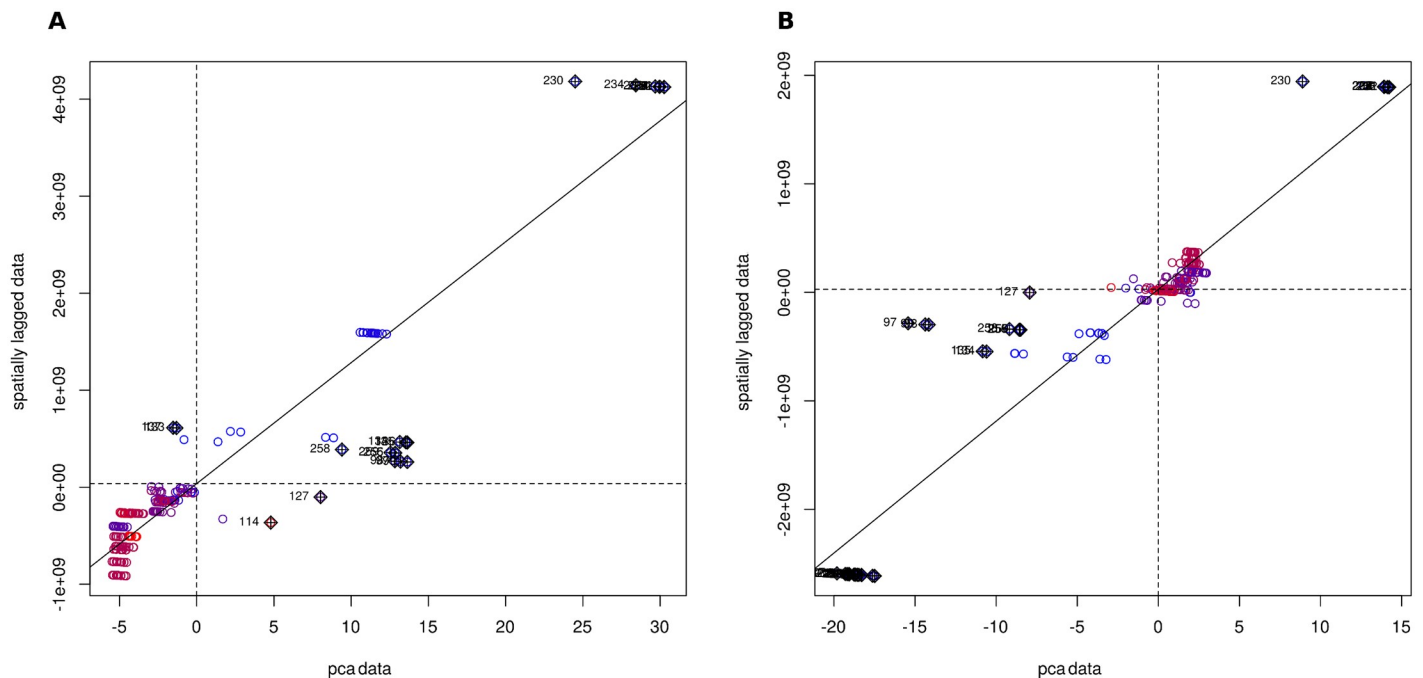 A
B
spatially lagged data
4e+09
3e+09
2e+09
1e+09
0e+00
-1e+09
230
234
258
127
114
-5
0
5
10
15
20
25
30
pca data
spatially lagged data
2e+09
1e+09
0e+00
-1e+09
-2e+09
230
127
97
-20
-15
-10
-5
0
5
10
15
pca data